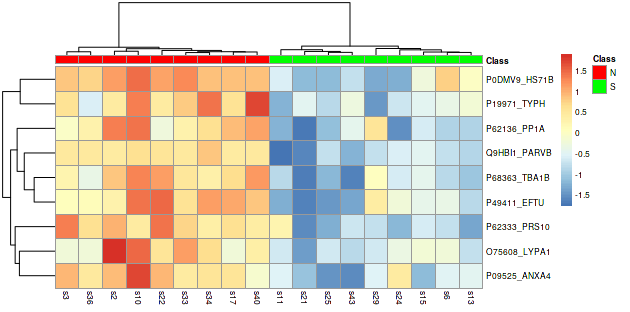 Class
P0DMV9_HS71B
P19971_TYPH
P62136_PP1A
Q9HBI1_PARVB
P68363_TBA1B
P49411_EFTU
P62333_PRS10
O75608_LYPA1
P09525_ANXA4
s3 s36 s2 s10 s22 s33 s34 s17 s40 s11 s21 s25 s43 s29 s24 s15 s6 s13
1.5
1
0.5
0
-0.5
-1
-1.5
Class
N
S